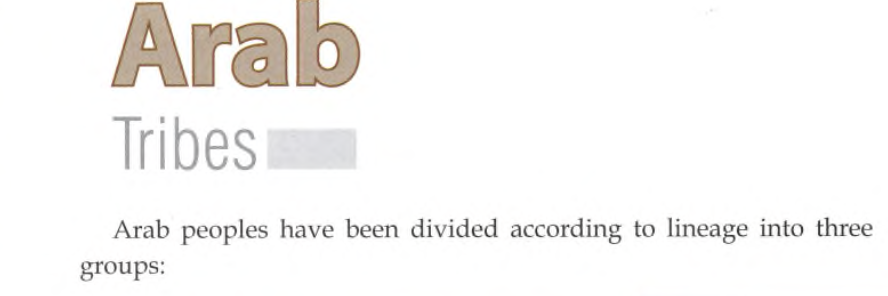 Arab
Tribes
Arab peoples have been divided according to lineage into three
groups: